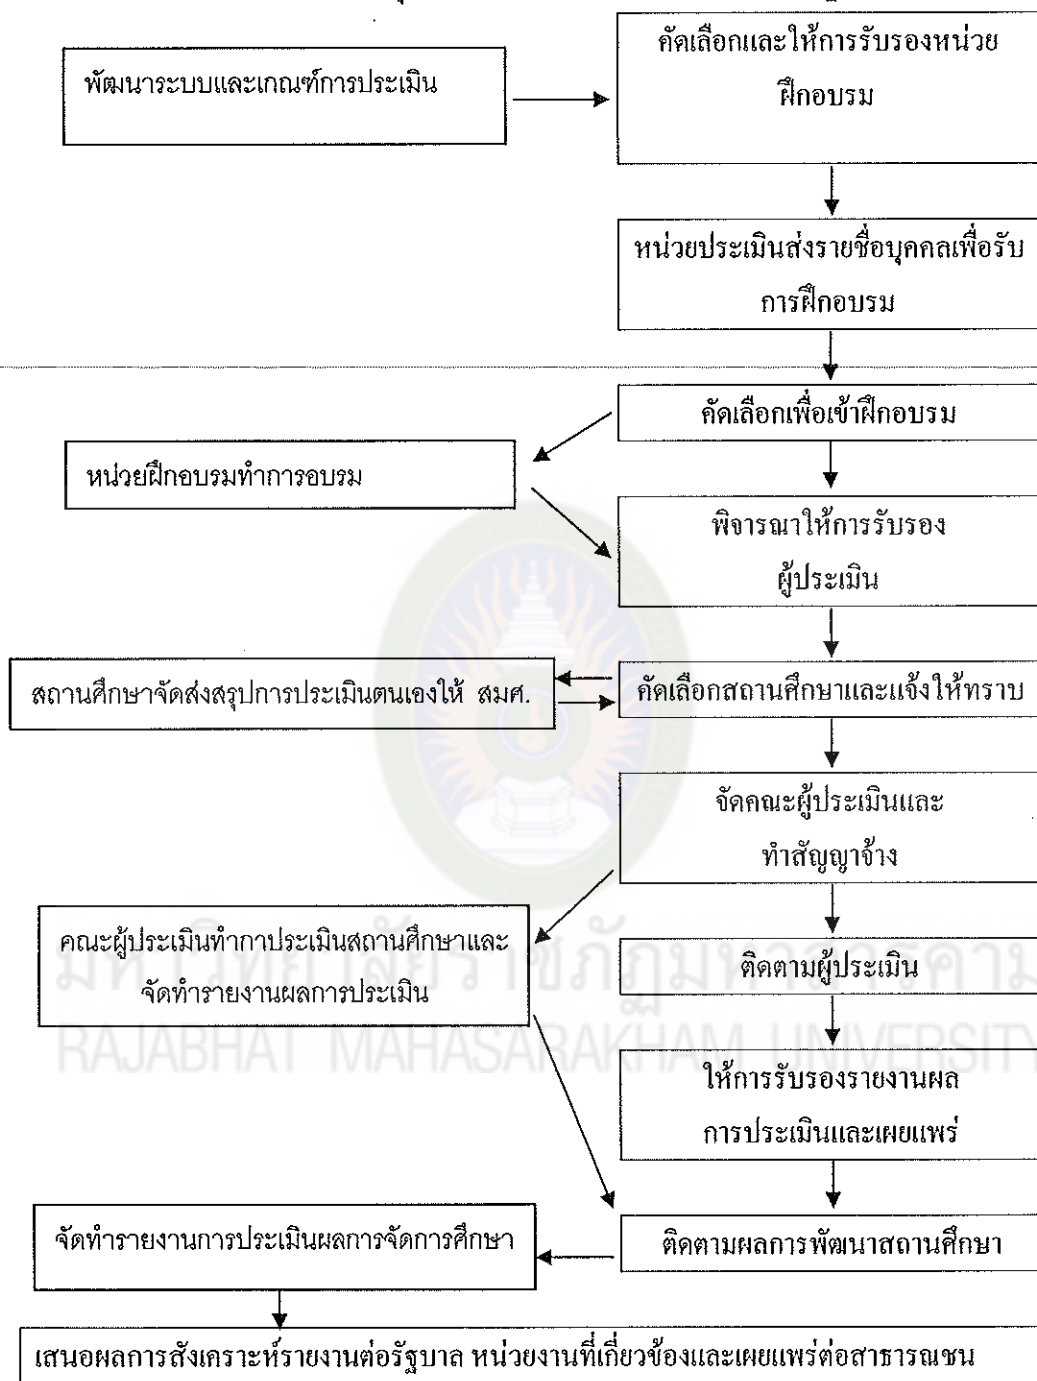 พัฒนาระบบและเกณฑ์การประเมิน
คัดเลือกและให้การรับรองหน่วย
ฝึกอบรม
หน่วยประเมินส่งรายชื่อบุคคลเพื่อรับ
การฝึกอบรม
คัดเลือกเพื่อเข้าฝึกอบรม
หน่วยฝึกอบรมทำการอบรม
พิจารณาให้การรับรอง
ผู้ประเมิน
สถานศึกษาจัดส่งสรุปการประเมินตนเองให้ สมศ.
คัดเลือกสถานศึกษาและแจ้งให้ทราบ
จัดคณะผู้ประเมินและ
ทำสัญญาจ้าง
คณะผู้ประเมินทำกาประเมินสถานศึกษาและ
จัดทำรายงานผลการประเมิน
ติดตามผู้ประเมิน
มหาวิทยาลัยราชภัฏมหาสารคาม
RAJABHAT MAHASARAKHAM UNIVERSITY
ให้การรับรองรายงานผล
การประเมินและเผยแพร่
จัดทำรายงานการประเมินผลการจัดการศึกษา
ติดตามผลการพัฒนาสถานศึกษา
เสนอผลการสังเคราะห์รายงานต่อรัฐบาล หน่วยงานที่เกี่ยวข้องและเผยแพร่ต่อสาธารณชน